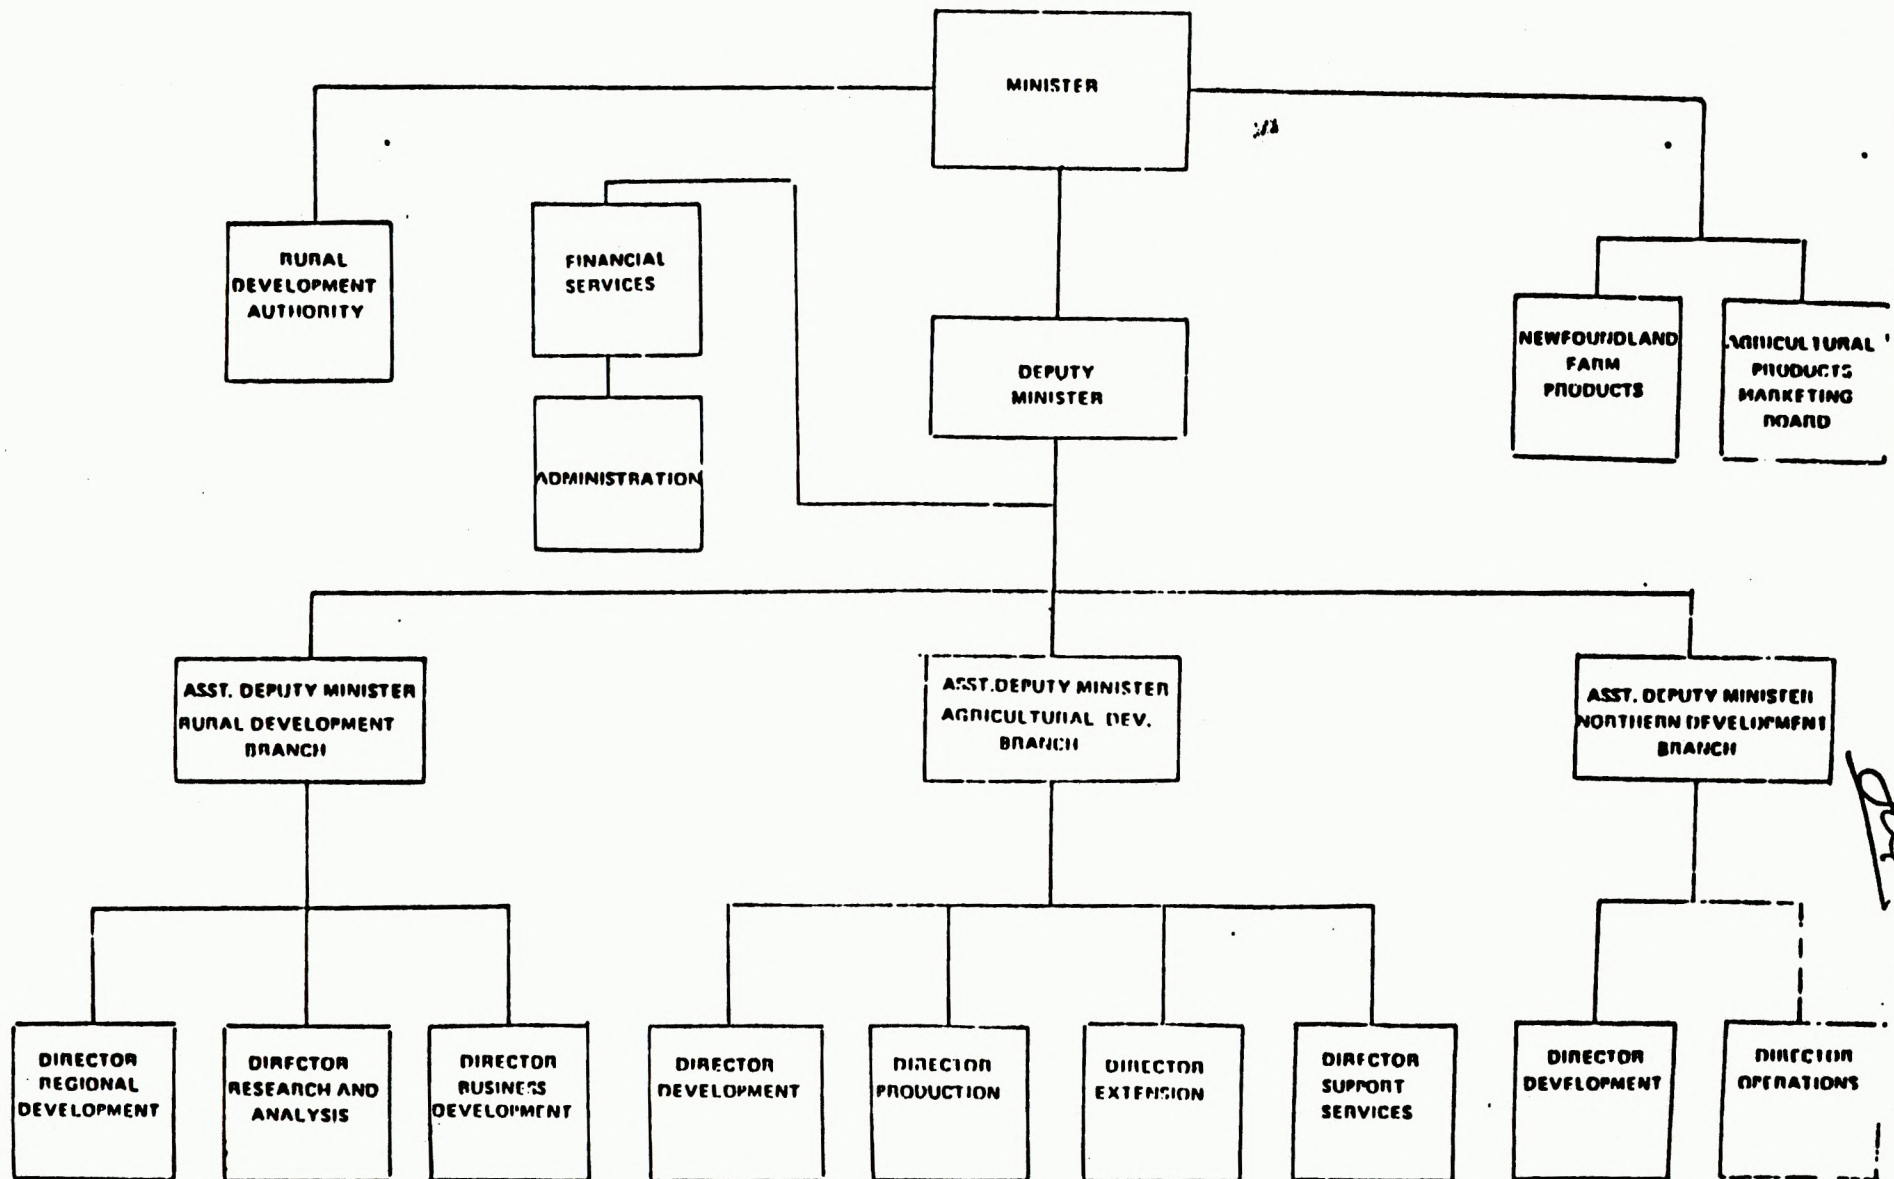 MINISTER
RURAL
DEVELOPMENT
AUTHORITY
FINANCIAL
SERVICES
ADMINISTRATION
DEPUTY
MINISTER
NEWFOUNDLAND
FARM
PRODUCTS
AGRICULTURAL
PRODUCTS
MARKETING
BOARD
ASST. DEPUTY MINISTER
RURAL DEVELOPMENT
BRANCH
ASST. DEPUTY MINISTER
AGRICULTURAL DEV.
BRANCH
ASST. DEPUTY MINISTER
NORTHERN DEVELOPMENT
BRANCH
DIRECTOR
REGIONAL
DEVELOPMENT
DIRECTOR
RESEARCH AND
ANALYSIS
DIRECTOR
BUSINESS
DEVELOPMENT
DIRECTOR
DEVELOPMENT
DIRECTOR
PRODUCTION
DIRECTOR
EXTENSION
DIRECTOR
SUPPORT
SERVICES
DIRECTOR
DEVELOPMENT
DIRECTOR
OPERATIONS